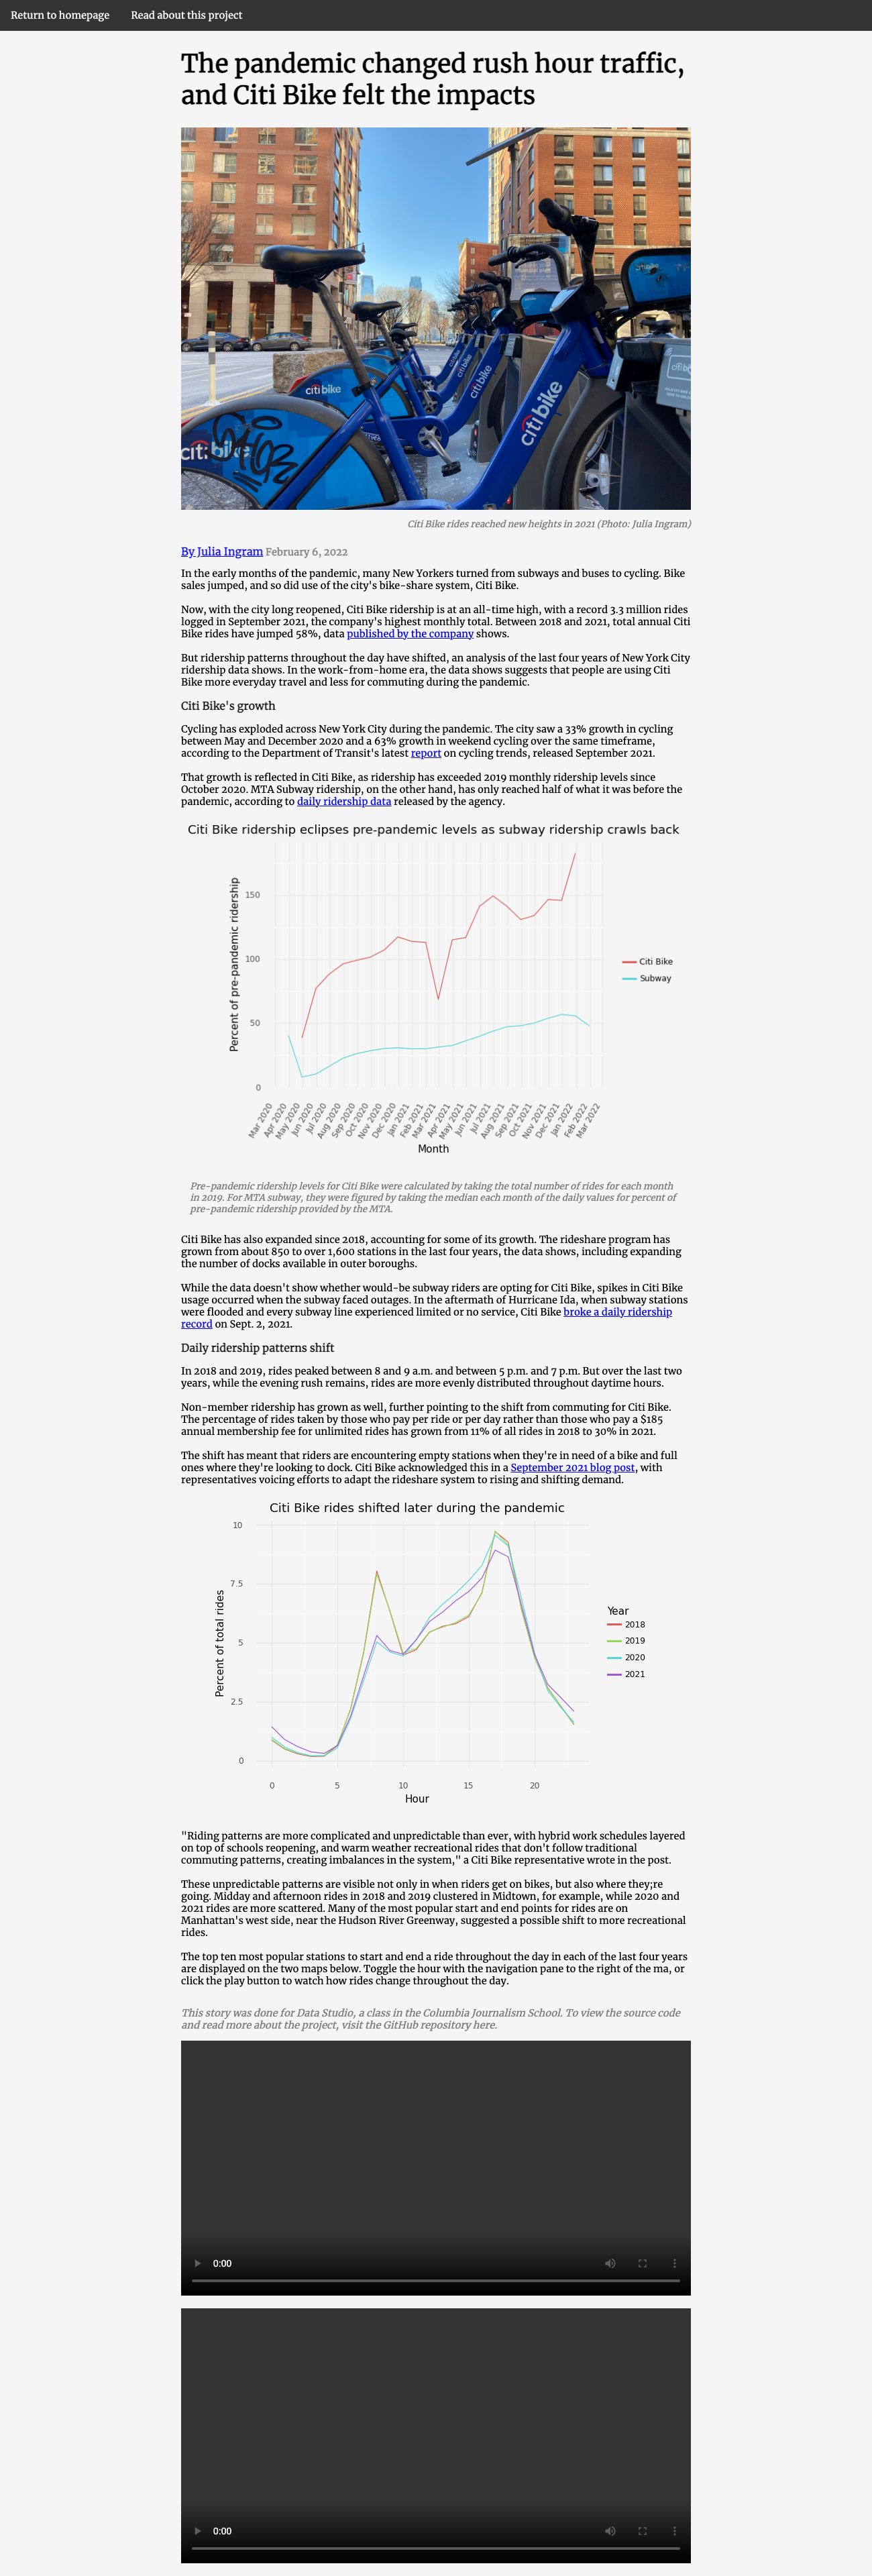 Return to homepage Read about this project
The pandemic changed rush hour traffic,
and Citi Bike felt the impacts
citi bike
citi bike
citi bike
citi bike
citi bike
citi bike
Citi Bike rides reached new heights in 2021 (Photo: Julia Ingram)
By Julia Ingram February 6, 2022
In the early months of the pandemic, many New Yorkers turned from subways and buses to cycling. Bike
sales jumped, and so did use of the city's bike-share system, Citi Bike.
Now, with the city long reopened, Citi Bike ridership is at an all-time high, with a record 3.3 million rides
logged in September 2021, the company's highest monthly total. Between 2018 and 2021, total annual Citi
Bike rides have jumped 58%, data published by the company shows.
But ridership patterns throughout the day have shifted, an analysis of the last four years of New York City
ridership data shows. In the work-from-home era, the data shows suggests that people are using Citi
Bike more everyday travel and less for commuting during the pandemic.
Citi Bike's growth
Cycling has exploded across New York City during the pandemic. The city saw a 33% growth in cycling
between May and December 2020 and a 63% growth in weekend cycling over the same timeframe,
according to the Department of Transit's latest report on cycling trends, released September 2021.
That growth is reflected in Citi Bike, as ridership has exceeded 2019 monthly ridership levels since
October 2020. MTA Subway ridership, on the other hand, has only reached half of what it was before the
pandemic, according to daily ridership data released by the agency.
Citi Bike ridership eclipses pre-pandemic levels as subway ridership crawls back
Percent of pre-pandemic ridership
150
100
50
0
Citi Bike
Subway
Mar 2020 Apr 2020 May 2020 Jun 2020 Jul 2020 Aug 2020 Sep 2020 Oct 2020 Nov 2020 Dec 2020 Jan 2021 Feb 2021 Mar 2021 Apr 2021 May 2021 Jun 2021 Jul 2021 Aug 2021 Sep 2021 Oct 2021 Nov 2021 Dec 2021 Jan 2022 Feb 2022 Mar 2022
Month
Pre-pandemic ridership levels for Citi Bike were calculated by taking the total number of rides for each month
in 2019. For MTA subway, they were figured by taking the median each month of the daily values for percent of
pre-pandemic ridership provided by the MTA.
Citi Bike has also expanded since 2018, accounting for some of its growth. The rideshare program has
grown from about 850 to over 1,600 stations in the last four years, the data shows, including expanding
the number of docks available in outer boroughs.
While the data doesn't show whether would-be subway riders are opting for Citi Bike, spikes in Citi Bike
usage occurred when the subway faced outages. In the aftermath of Hurricane Ida, when subway stations
were flooded and every subway line experienced limited or no service, Citi Bike broke a daily ridership
record on Sept. 2, 2021.
Daily ridership patterns shift
In 2018 and 2019, rides peaked between 8 and 9 a.m. and between 5 p.m. and 7 p.m. But over the last two
years, while the evening rush remains, rides are more evenly distributed throughout daytime hours.
Non-member ridership has grown as well, further pointing to the shift from commuting for Citi Bike.
The percentage of rides taken by those who pay per ride or per day rather than those who pay a $185
annual membership fee for unlimited rides has grown from 11% of all rides in 2018 to 30% in 2021.
The shift has meant that riders are encountering empty stations when they're in need of a bike and full
ones where they're looking to dock. Citi Bike acknowledged this in a September 2021 blog post, with
representatives voicing efforts to adapt the rideshare system to rising and shifting demand.
Citi Bike rides shifted later during the pandemic
Percent of total rides
10
7.5
5
2.5
0
Year
2018
2019
2020
2021
0 5 10 15 20
Hour
"Riding patterns are more complicated and unpredictable than ever, with hybrid work schedules layered
on top of schools reopening, and warm weather recreational rides that don't follow traditional
commuting patterns, creating imbalances in the system," a Citi Bike representative wrote in the post.
These unpredictable patterns are visible not only in when riders get on bikes, but also where they;re
going. Midday and afternoon rides in 2018 and 2019 clustered in Midtown, for example, while 2020 and
2021 rides are more scattered. Many of the most popular start and end points for rides are on
Manhattan's west side, near the Hudson River Greenway, suggested a possible shift to more recreational
rides.
The top ten most popular stations to start and end a ride throughout the day in each of the last four years
are displayed on the two maps below. Toggle the hour with the navigation pane to the right of the ma, or
click the play button to watch how rides change throughout the day.
This story was done for Data Studio, a class in the Columbia Journalism School. To view the source code
and read more about the project, visit the GitHub repository here.
0:00
0:00